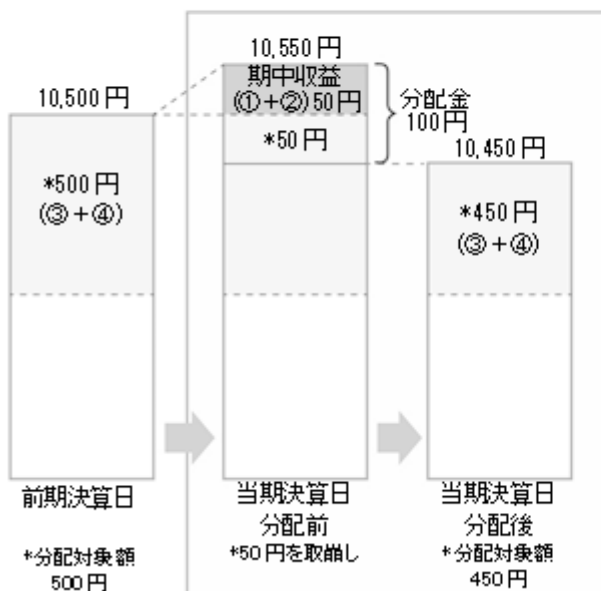 10,500円
*500円
(③+④)
前期決算日
*分配対象額
500円
10,550円
期中収益
(①+②)50円
*50円
分配金
100円
当期決算日
分配前
*50円を取崩し
10,450円
*450円
(③+④)
当期決算日
分配後
*分配対象額
450円